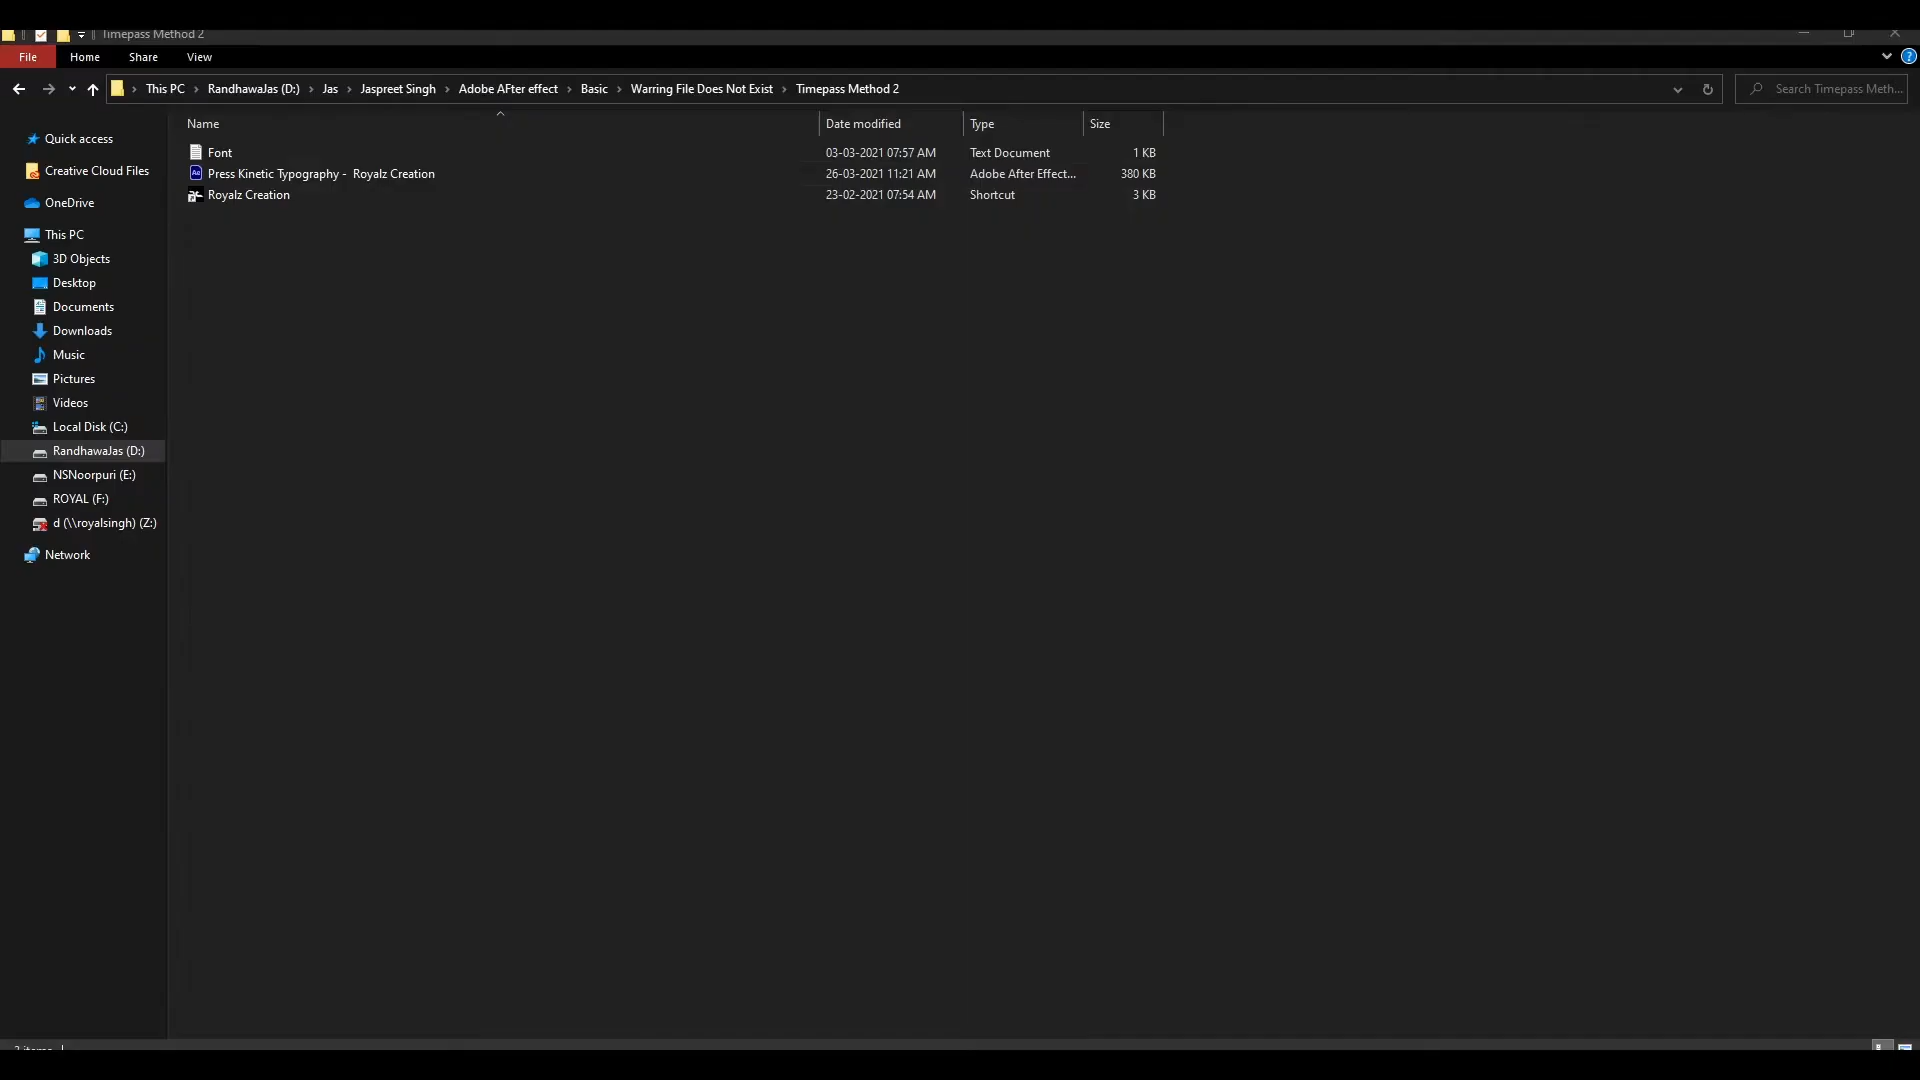 Timepass Method 2
File Home Share View
This PC RandhawaJas (D:) Jas Jaspreet Singh Adobe AFter effect Basic Warring File Does Not Exist Timepass Method 2 Search Timepass Meth...
Name Date modified Type Size
Font 03-03-2021 07:57 AM Text Document 1 KB
Press Kinetic Typography - Royalz Creation 26-03-2021 11:21 AM Adobe After Effect... 380 KB
Royalz Creation 23-02-2021 07:54 AM Shortcut 3 KB
Quick access
Creative Cloud Files
OneDrive
This PC
3D Objects
Desktop
Documents
Downloads
Music
Pictures
Videos
Local Disk (C:)
RandhawaJas (D:)
NSNoorpuri (E:)
ROYAL (F:)
d (\\royalsingh) (Z:)
Network
3 items